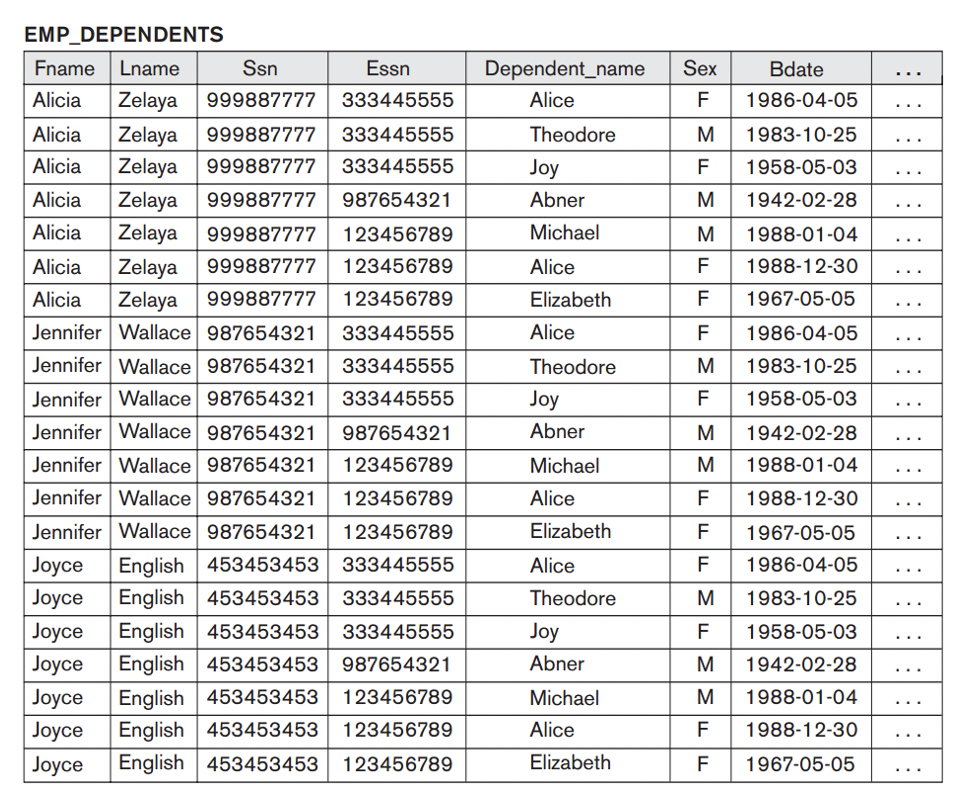 EMP_DEPENDENTS
Fname Lname Ssn Essn Dependent_name Sex Bdate ...
Alicia Zelaya 999887777 333445555 Alice F 1986-04-05 ...
Alicia Zelaya 999887777 333445555 Theodore M 1983-10-25 ...
Alicia Zelaya 999887777 333445555 Joy F 1958-05-03 ...
Alicia Zelaya 999887777 987654321 Abner M 1942-02-28 ...
Alicia Zelaya 999887777 123456789 Michael M 1988-01-04 ...
Alicia Zelaya 999887777 123456789 Alice F 1988-12-30 ...
Alicia Zelaya 999887777 123456789 Elizabeth F 1967-05-05 ...
Jennifer Wallace 987654321 333445555 Alice F 1986-04-05 ...
Jennifer Wallace 987654321 333445555 Theodore M 1983-10-25 ...
Jennifer Wallace 987654321 333445555 Joy F 1958-05-03 ...
Jennifer Wallace 987654321 987654321 Abner M 1942-02-28 ...
Jennifer Wallace 987654321 123456789 Michael M 1988-01-04 ...
Jennifer Wallace 987654321 123456789 Alice F 1988-12-30 ...
Jennifer Wallace 987654321 123456789 Elizabeth F 1967-05-05 ...
Joyce English 453453453 333445555 Alice F 1986-04-05 ...
Joyce English 453453453 333445555 Theodore M 1983-10-25 ...
Joyce English 453453453 333445555 Joy F 1958-05-03 ...
Joyce English 453453453 987654321 Abner M 1942-02-28 ...
Joyce English 453453453 123456789 Michael M 1988-01-04 ...
Joyce English 453453453 123456789 Alice F 1988-12-30 ...
Joyce English 453453453 123456789 Elizabeth F 1967-05-05 ...